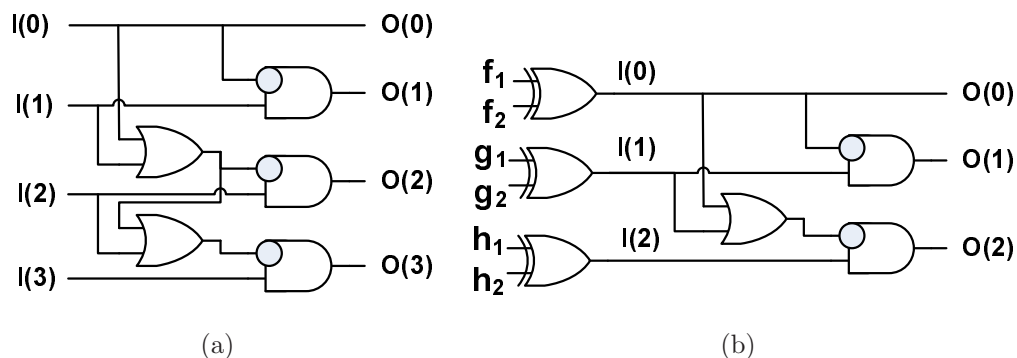 I(0)
O(0)
I(1)
O(1)
I(2)
O(2)
I(3)
O(3)
(a)
f1
f2
I(0)
O(0)
g1
g2
I(1)
O(1)
h1
h2
I(2)
O(2)
(b)